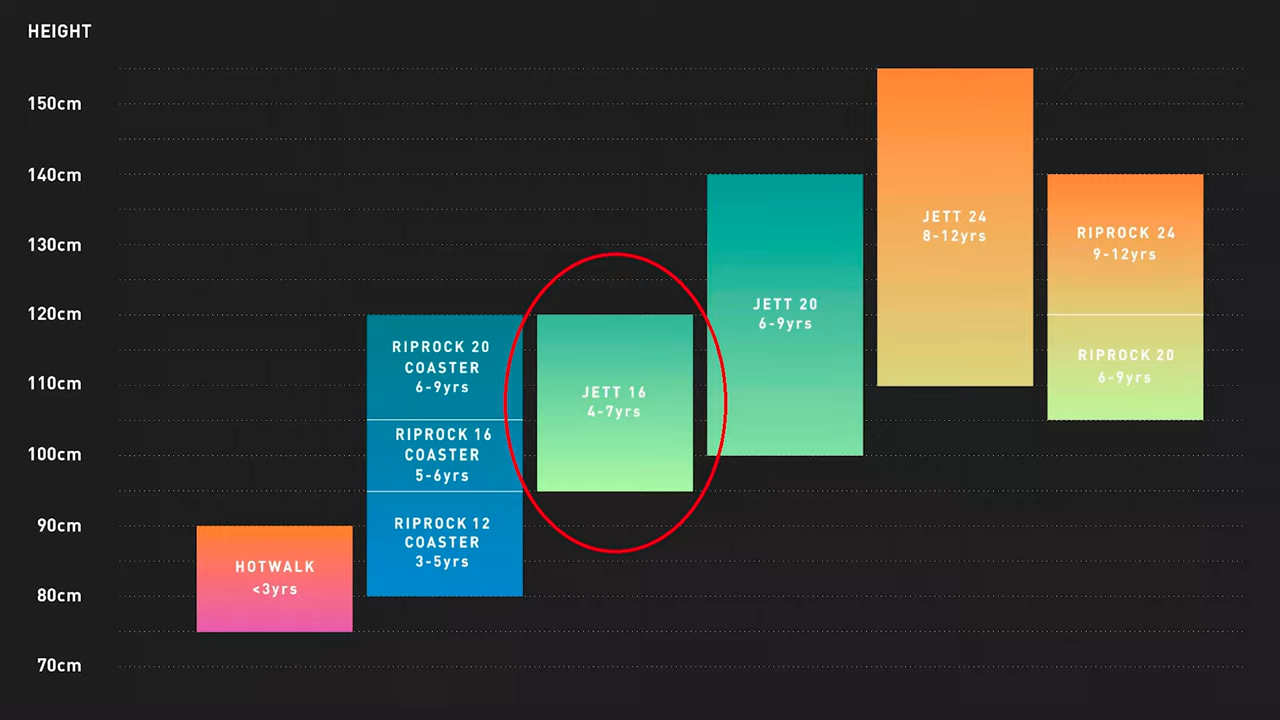 HEIGHT
150cm
140cm
130cm
120cm
110cm
100cm
90cm
80cm
70cm
HOTWALK
<3yrs
RIPROCK 20
COASTER
6-9yrs
RIPROCK 16
COASTER
5-6yrs
RIPROCK 12
COASTER
3-5yrs
JETT 16
4-7yrs
JETT 20
6-9yrs
JETT 24
8-12yrs
RIPROCK 24
9-12yrs
RIPROCK 20
6-9yrs